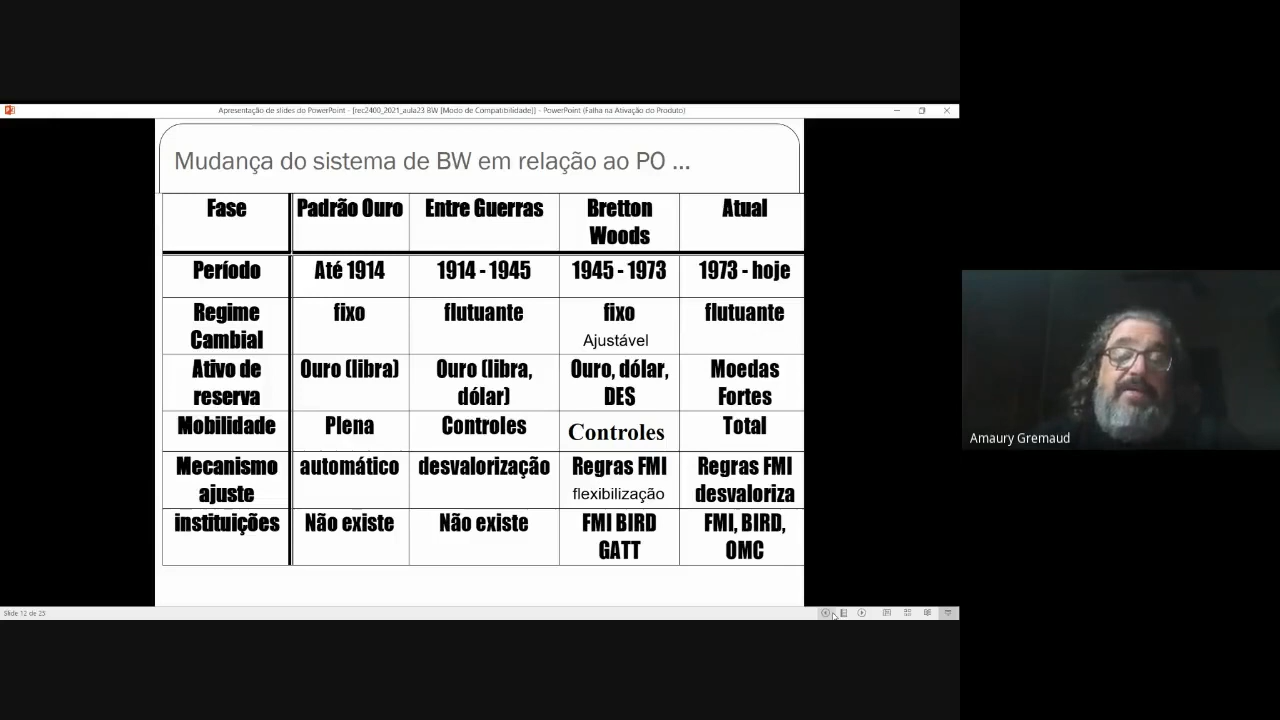 Apresentação de slides do PowerPoint - [rec2400_2021_aula23 BW [Modo de Compatibilidade]] - PowerPoint (Falha na Ativação do Produto)
Mudança do sistema de BW em relação ao PO ...
Fase Padrão Ouro Entre Guerras Bretton Woods Atual
Período Até 1914 1914 - 1945 1945 - 1973 1973 - hoje
Regime Cambial fixo flutuante fixo Ajustável flutuante
Ativo de reserva Ouro (libra) Ouro (libra, dólar) Ouro, dólar, DES Moedas Fortes
Mobilidade Plena Controles Controles Total
Mecanismo ajuste automático desvalorização Regras FMI flexibilização Regras FMI desvaloriza
instituições Não existe Não existe FMI BIRD GATT FMI, BIRD, OMC
Amaury Gremaud
Slide 12 de 25